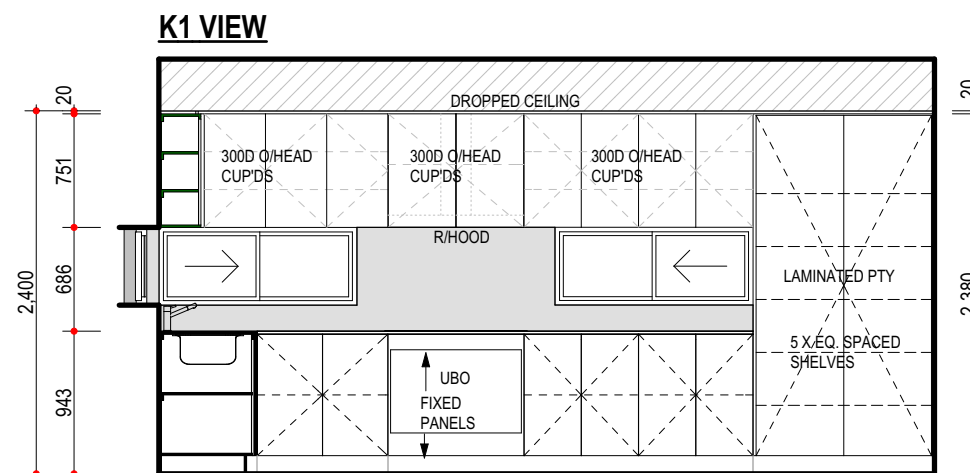 K1 VIEW
20
20
DROPPED CEILING
751
300D O/HEAD
CUP'DS
300D O/HEAD
CUP'DS
300D O/HEAD
CUP'DS
R/HOOD
2,400
686
LAMINATED PTY
2,380
5 X EQ. SPACED
SHELVES
943
UBO
FIXED
PANELS